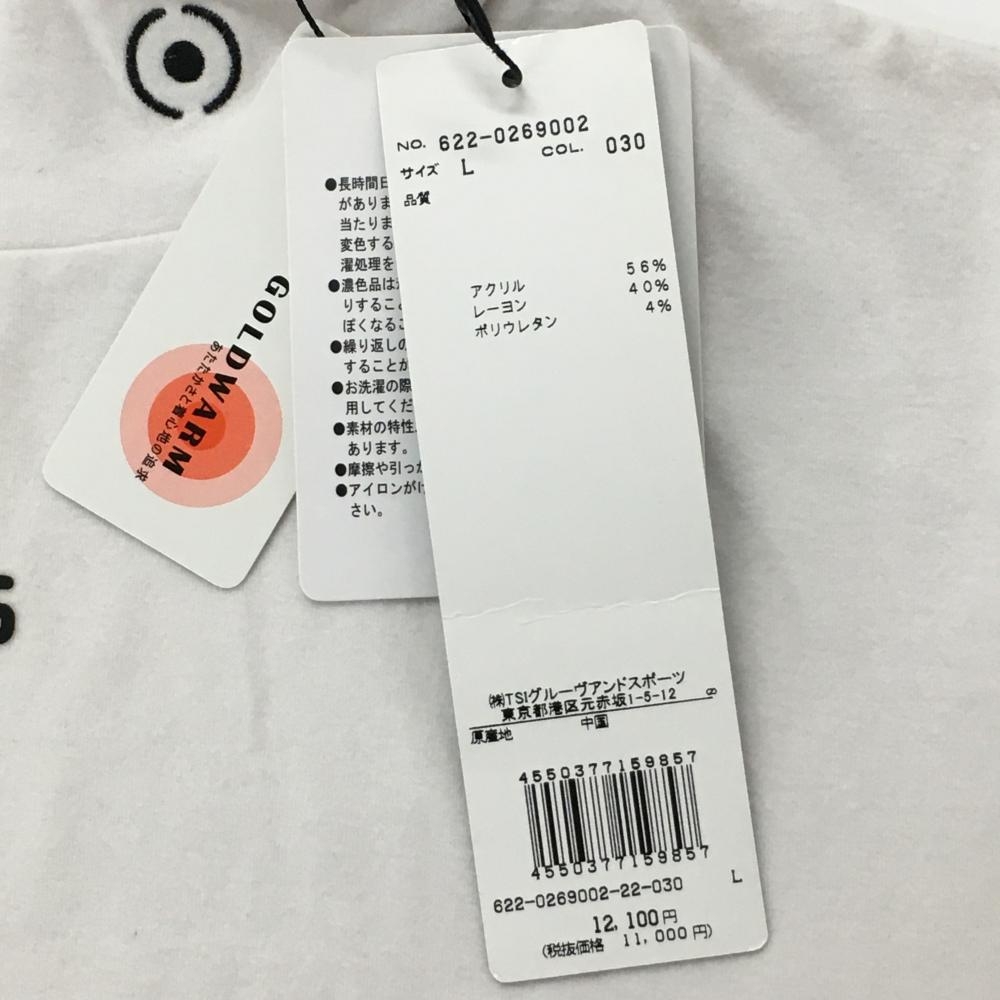 NO. 622-0269002
COL. 030
サイズ L
品質
アクリル 56%
レーヨン 40%
ポリウレタン 4%
㈱TSIグルーヴアンドスポーツ
東京都港区元赤坂1-5-12
原産地 中国
4550377159857
4550377159857
622-0269002-22-030 L
12,100円
(税抜価格 11,000円)
●長時間日
がありま
当たりま
変色する
濯処理を
●濃色品は
りすること
ぽくなるこ
●繰り返しの
することが
●お洗濯の際
用してくだ
●素材の特性
あります。
●摩擦や引っか
●アイロンがけ
さい。
GOLDWARM
あたたかさと着心地の追求